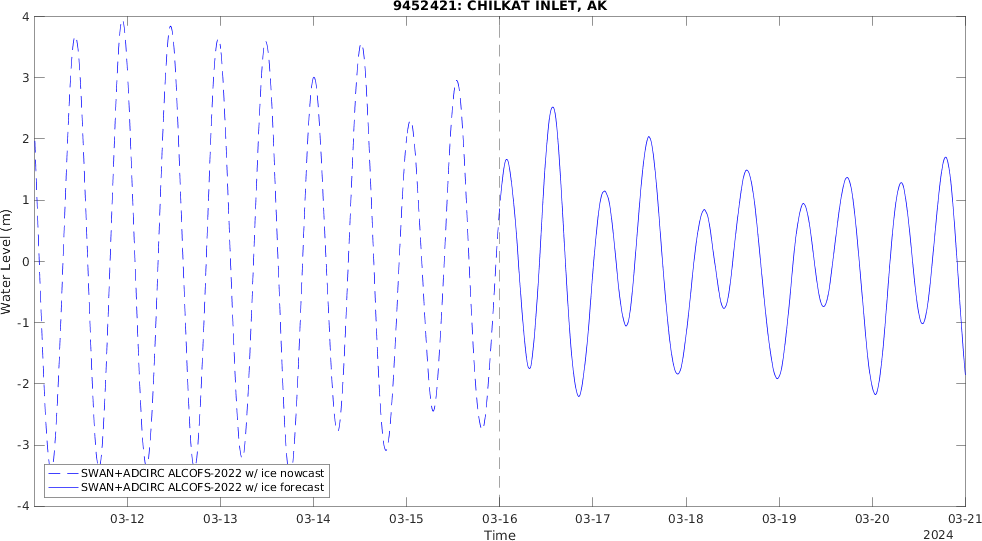 9452421: CHILKAT INLET, AK
4
3
2
1
0
-1
-2
-3
-4
Water Level (m)
SWAN+ADCIRC ALCOFS-2022 w/ ice nowcast
SWAN+ADCIRC ALCOFS-2022 w/ ice forecast
03-12 03-13 03-14 03-15 03-16 03-17 03-18 03-19 03-20 03-21
Time
2024